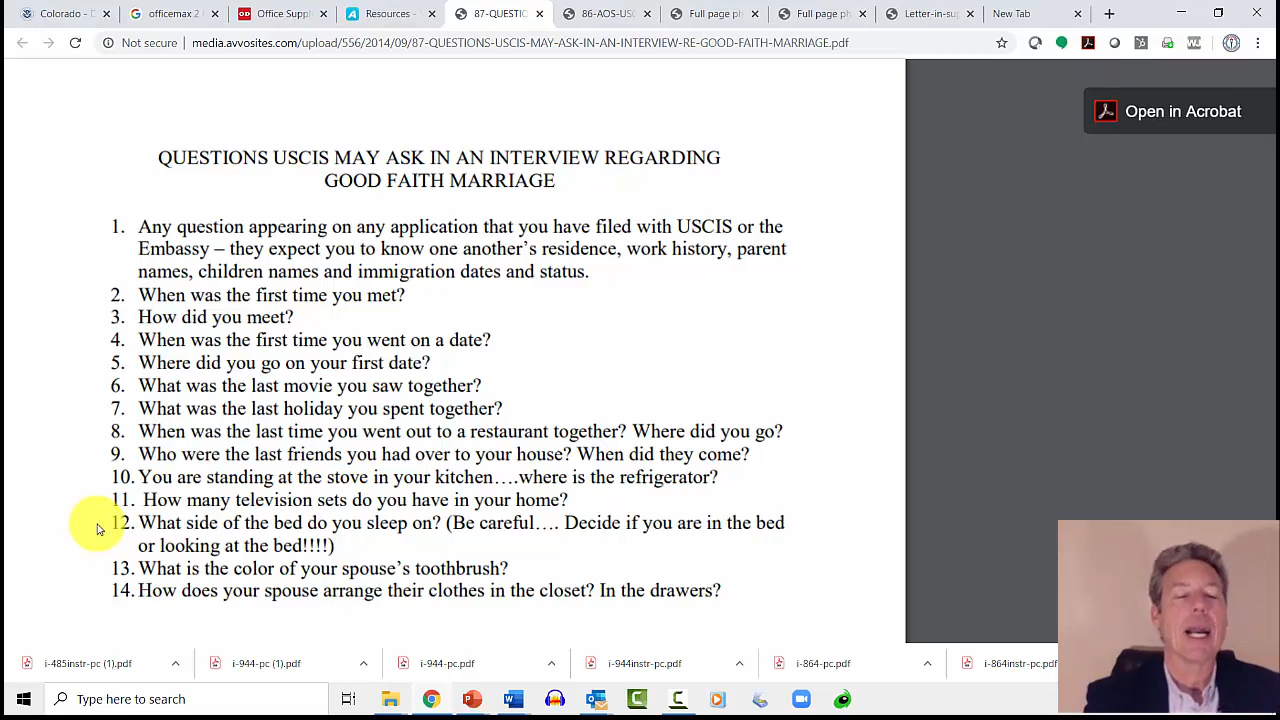 Colorado - D
officemax 2
Office Suppl
Resources -
87-QUESTIO
86-AOS-USC
Full page ph
Full page ph
Letter-in-su
New Tab
Not secure
media.avvosites.com/upload/556/2014/09/87-QUESTIONS-USCIS-MAY-ASK-IN-AN-INTERVIEW-RE-GOOD-FAITH-MARRIAGE.pdf
Open in Acrobat
QUESTIONS USCIS MAY ASK IN AN INTERVIEW REGARDING
GOOD FAITH MARRIAGE
1. Any question appearing on any application that you have filed with USCIS or the
Embassy – they expect you to know one another's residence, work history, parent
names, children names and immigration dates and status.
2. When was the first time you met?
3. How did you meet?
4. When was the first time you went on a date?
5. Where did you go on your first date?
6. What was the last movie you saw together?
7. What was the last holiday you spent together?
8. When was the last time you went out to a restaurant together? Where did you go?
9. Who were the last friends you had over to your house? When did they come?
10. You are standing at the stove in your kitchen….where is the refrigerator?
11. How many television sets do you have in your home?
12. What side of the bed do you sleep on? (Be careful…. Decide if you are in the bed
or looking at the bed!!!!)
13. What is the color of your spouse's toothbrush?
14. How does your spouse arrange their clothes in the closet? In the drawers?
i-485instr-pc (1).pdf
i-944-pc (1).pdf
i-944-pc.pdf
i-944instr-pc.pdf
i-864-pc.pdf
i-864instr-pc.pdf
Type here to search